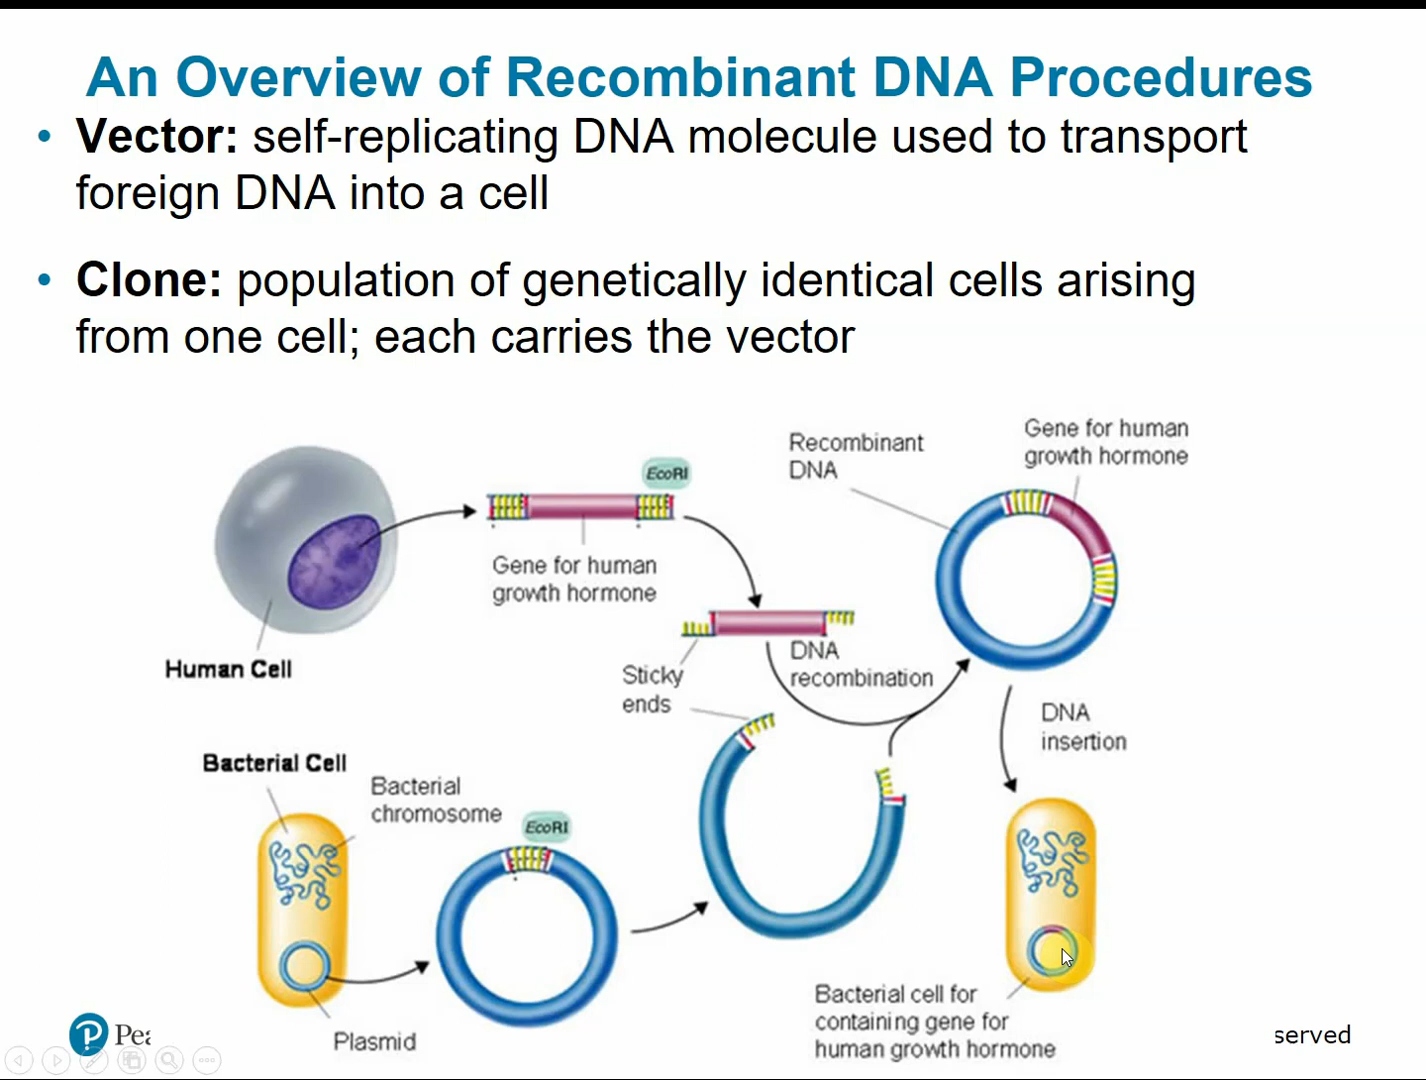 An Overview of Recombinant DNA Procedures
• Vector: self-replicating DNA molecule used to transport
foreign DNA into a cell
• Clone: population of genetically identical cells arising
from one cell; each carries the vector
Human Cell
EcoRI
Gene for human
growth hormone
Recombinant
DNA
Gene for human
growth hormone
Sticky
ends
DNA
recombination
DNA
insertion
Bacterial Cell
Bacterial
chromosome
EcoRI
Plasmid
Bacterial cell for
containing gene for
human growth hormone
P